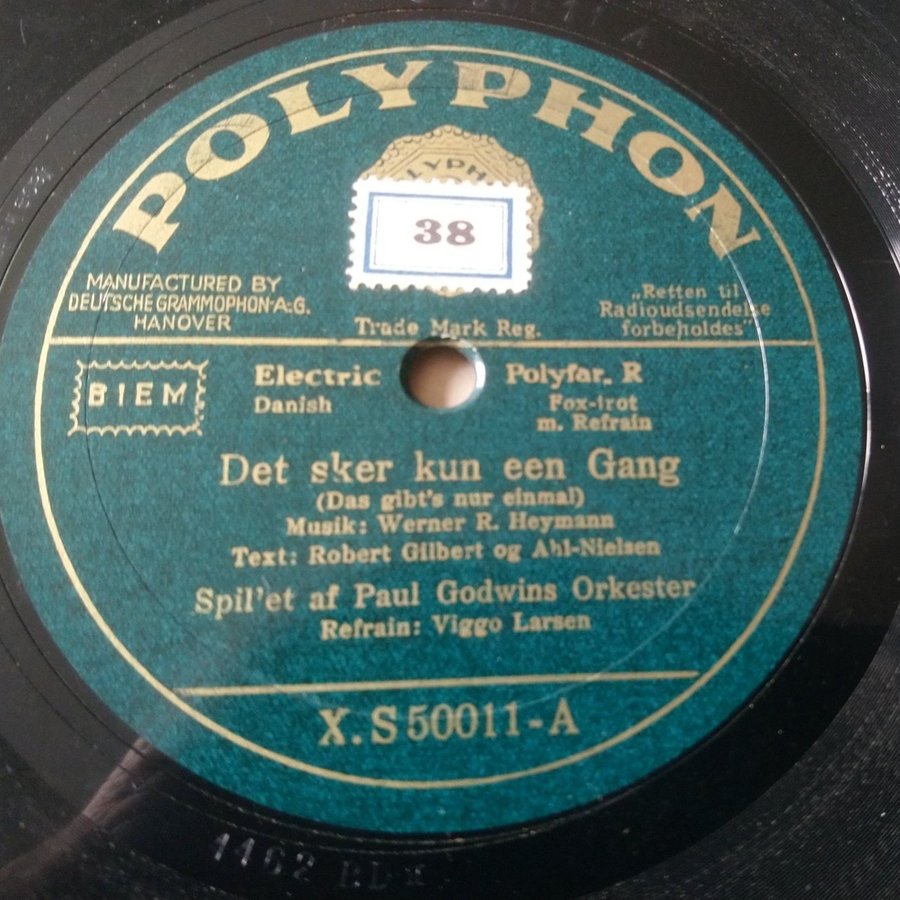 POLYPHON
POLYPHON
38
MANUFACTURED BY
DEUTSCHE GRAMMOPHON-A.-G.
HANOVER
Trade Mark Reg.
„Retten til
Radioudsendelse
forbeholdes”
BIEM
Electric
Danish
Polyfar. R
Fox-trot
m. Refrain
Det sker kun een Gang
(Das gibt's nur einmal)
Musik: Werner R. Heymann
Text: Robert Gilbert og Ahl-Nielsen
Spil'et af Paul Godwins Orkester
Refrain: Viggo Larsen
X.S 50011-A
1162